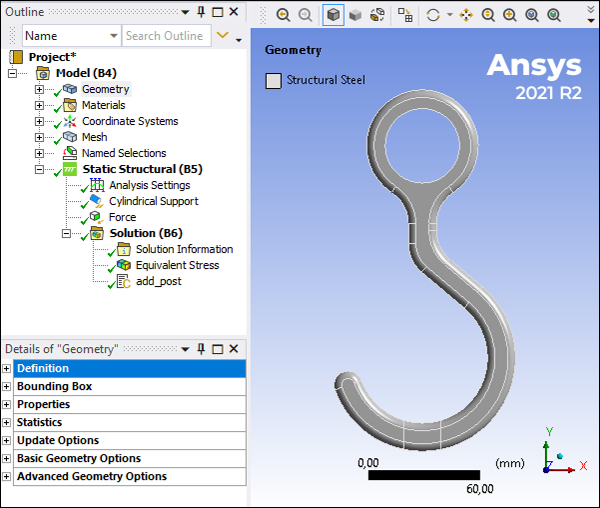 Outline
Name
Search Outline
Project*
Model (B4)
Geometry
Materials
Coordinate Systems
Mesh
Named Selections
Static Structural (B5)
Analysis Settings
Cylindrical Support
Force
Solution (B6)
Solution Information
Equivalent Stress
add_post
Details of "Geometry"
Definition
Bounding Box
Properties
Statistics
Update Options
Basic Geometry Options
Advanced Geometry Options
Geometry
Structural Steel
Ansys
2021 R2
0,00
(mm)
60,00
Y
Z
X